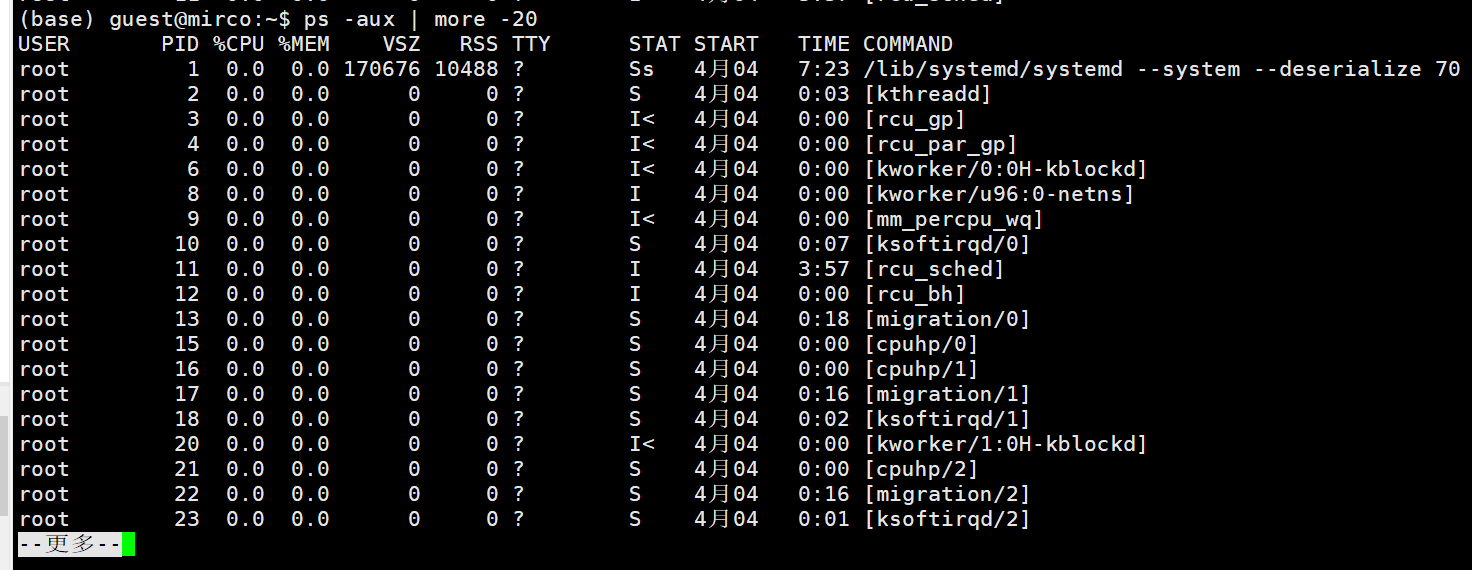 (base) guest@mirco:~$ ps -aux | more -20
USER       PID %CPU %MEM    VSZ   RSS TTY      STAT START   TIME COMMAND
root         1  0.0  0.0 170676 10488 ?        Ss   4月04   7:23 /lib/systemd/systemd --system --deserialize 70
root         2  0.0  0.0      0     0 ?        S    4月04   0:03 [kthreadd]
root         3  0.0  0.0      0     0 ?        I<   4月04   0:00 [rcu_gp]
root         4  0.0  0.0      0     0 ?        I<   4月04   0:00 [rcu_par_gp]
root         6  0.0  0.0      0     0 ?        I<   4月04   0:00 [kworker/0:0H-kblockd]
root         8  0.0  0.0      0     0 ?        I    4月04   0:00 [kworker/u96:0-netns]
root         9  0.0  0.0      0     0 ?        I<   4月04   0:00 [mm_percpu_wq]
root        10  0.0  0.0      0     0 ?        S    4月04   0:07 [ksoftirqd/0]
root        11  0.0  0.0      0     0 ?        I    4月04   3:57 [rcu_sched]
root        12  0.0  0.0      0     0 ?        I    4月04   0:00 [rcu_bh]
root        13  0.0  0.0      0     0 ?        S    4月04   0:18 [migration/0]
root        15  0.0  0.0      0     0 ?        S    4月04   0:00 [cpuhp/0]
root        16  0.0  0.0      0     0 ?        S    4月04   0:00 [cpuhp/1]
root        17  0.0  0.0      0     0 ?        S    4月04   0:16 [migration/1]
root        18  0.0  0.0      0     0 ?        S    4月04   0:02 [ksoftirqd/1]
root        20  0.0  0.0      0     0 ?        I<   4月04   0:00 [kworker/1:0H-kblockd]
root        21  0.0  0.0      0     0 ?        S    4月04   0:00 [cpuhp/2]
root        22  0.0  0.0      0     0 ?        S    4月04   0:16 [migration/2]
root        23  0.0  0.0      0     0 ?        S    4月04   0:01 [ksoftirqd/2]
--更多--